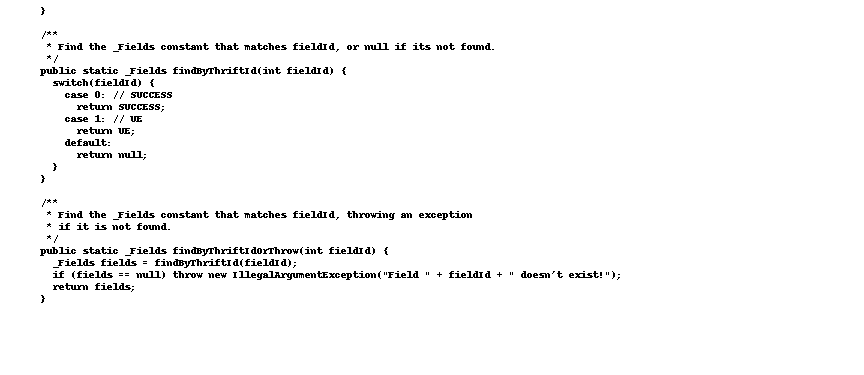 }

/**
 * Find the _Fields constant that matches fieldId, or null if its not found.
 */
public static _Fields findByThriftId(int fieldId) {
  switch(fieldId) {
    case 0: // SUCCESS
      return SUCCESS;
    case 1: // UE
      return UE;
    default:
      return null;
  }
}

/**
 * Find the _Fields constant that matches fieldId, throwing an exception
 * if it is not found.
 */
public static _Fields findByThriftIdOrThrow(int fieldId) {
  _Fields fields = findByThriftId(fieldId);
  if (fields == null) throw new IllegalArgumentException("Field " + fieldId + " doesn't exist!");
  return fields;
}